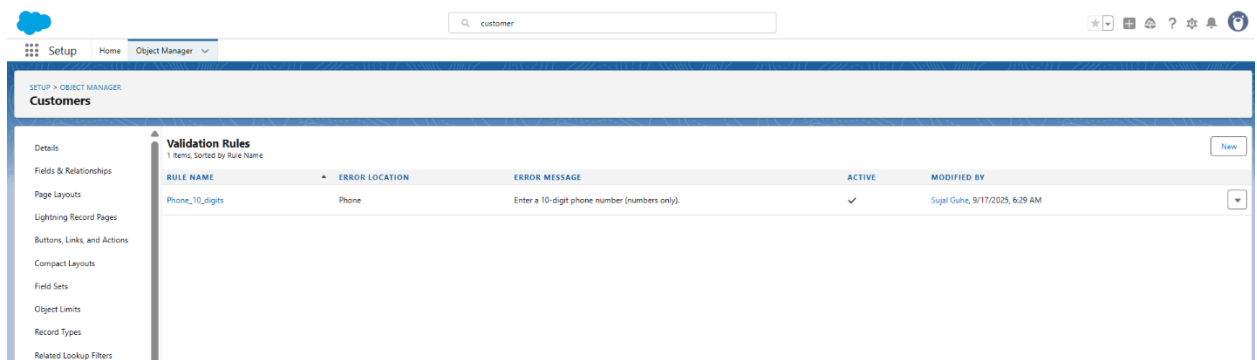 customer
Setup Home Object Manager
SETUP > OBJECT MANAGER
Customers
Details
Fields & Relationships
Page Layouts
Lightning Record Pages
Buttons, Links, and Actions
Compact Layouts
Field Sets
Object Limits
Record Types
Related Lookup Filters
Validation Rules
1 Items, Sorted by Rule Name
New
RULE NAME ERROR LOCATION ERROR MESSAGE ACTIVE MODIFIED BY
Phone_10_digits Phone Enter a 10-digit phone number (numbers only). Sujal Guhe, 9/17/2025, 6:29 AM